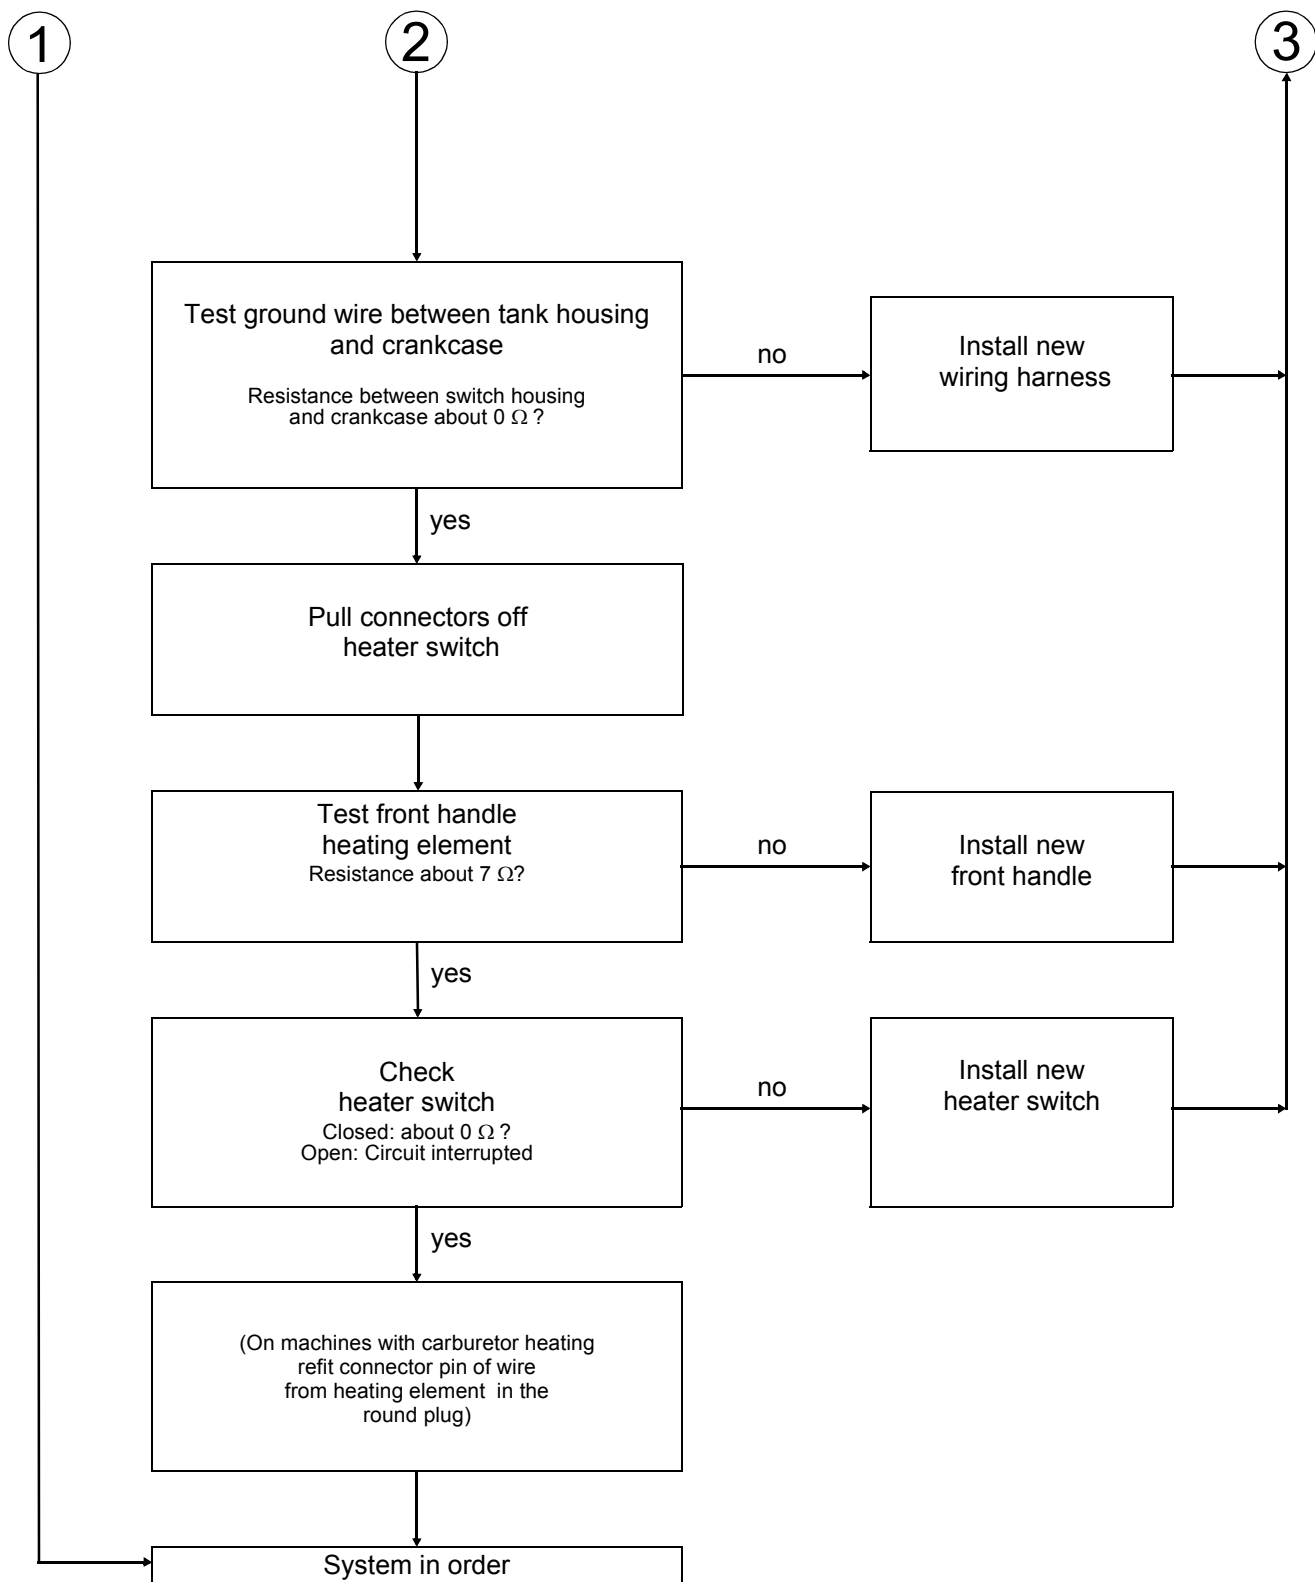 1
2
3
Test ground wire between tank housing
and crankcase
Resistance between switch housing
and crankcase about 0 Ω ?
no
Install new
wiring harness
yes
Pull connectors off
heater switch
Test front handle
heating element
Resistance about 7 Ω?
no
Install new
front handle
yes
Check
heater switch
Closed: about 0 Ω ?
Open: Circuit interrupted
no
Install new
heater switch
yes
(On machines with carburetor heating
refit connector pin of wire
from heating element in the
round plug)
System in order